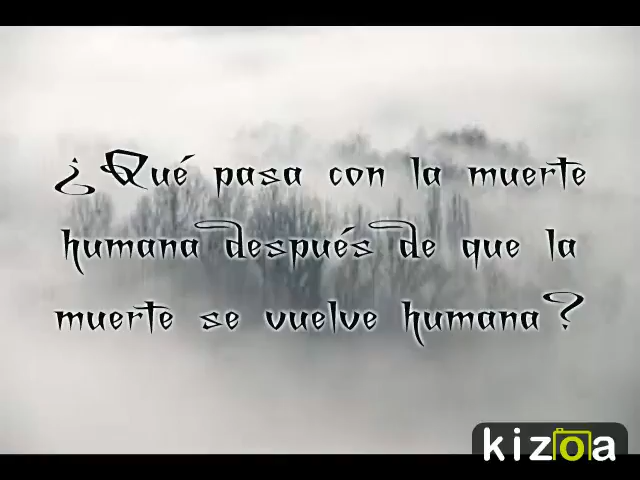 ¿Qué pasa con la muerte
humana después de que la
muerte se vuelve humana?
kizoa